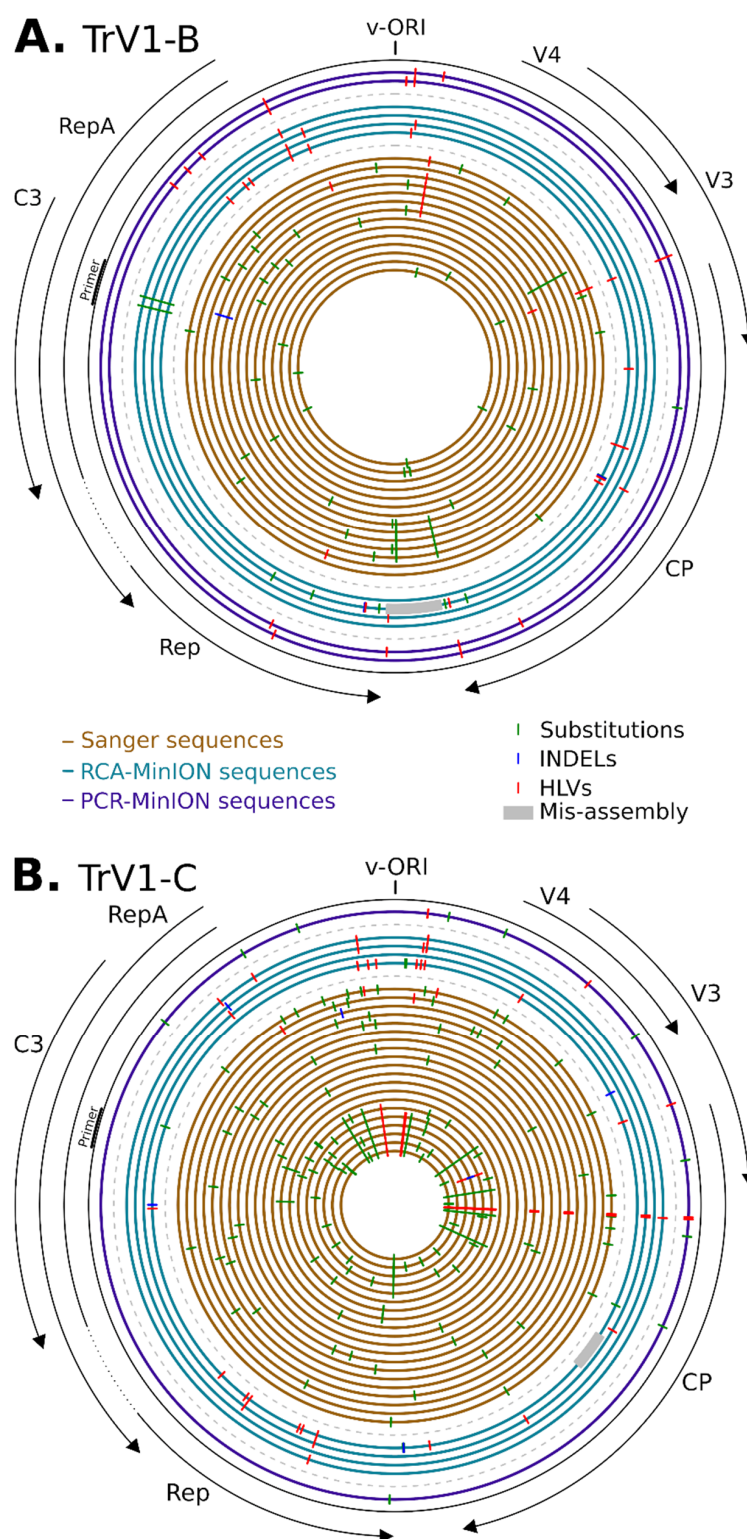 A. TrV1-B
v-ORI
V4
RepA
V3
C3
Primer
CP
Rep
Sanger sequences
RCA-MinION sequences
PCR-MinION sequences
Substitutions
INDELs
HLVs
Mis-assembly
B. TrV1-C
v-ORI
V4
RepA
V3
C3
Primer
CP
Rep